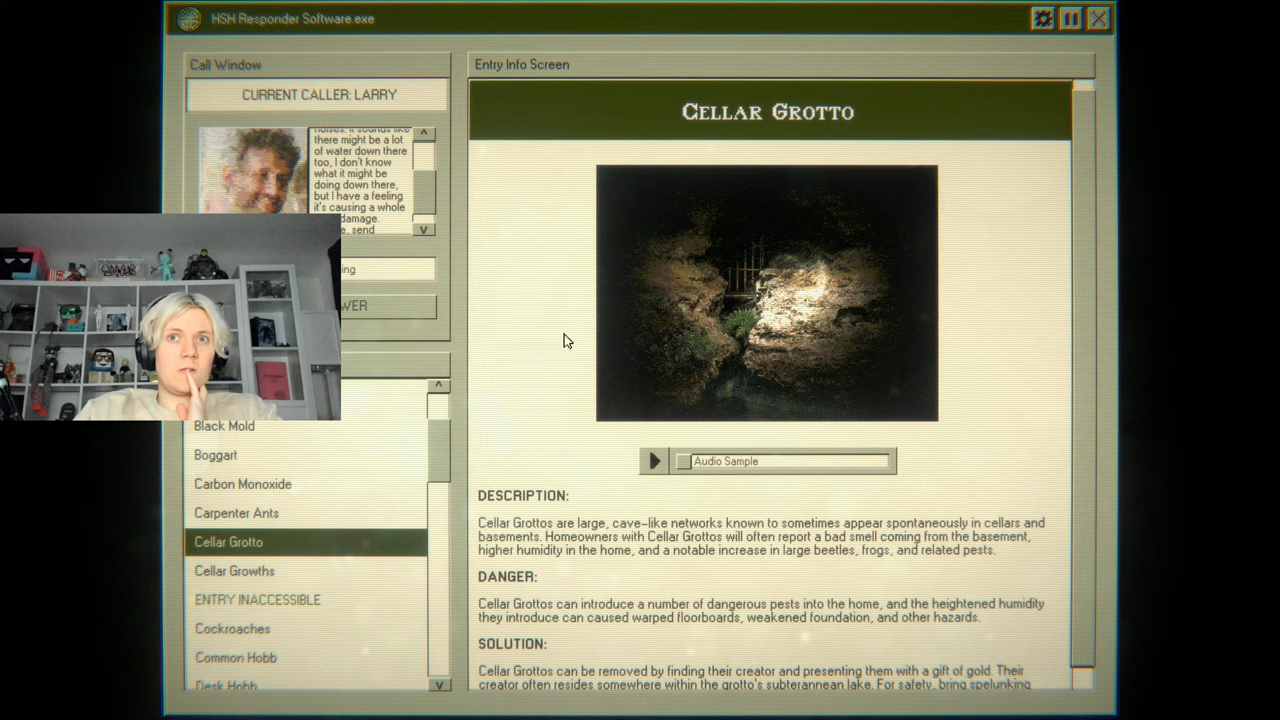 HSH Responder Software.exe
Call Window
CURRENT CALLER: LARRY
noises. It sounds like
there might be a lot
of water down there
too, I don't know
what it might be
doing down there,
but I have a feeling
it's causing a whole
damage.
send
ing
WER
Black Mold
Boggart
Carbon Monoxide
Carpenter Ants
Cellar Grotto
Cellar Growths
ENTRY INACCESSIBLE
Cockroaches
Common Hobb
Desk Hobb
Entry Info Screen
Cellar Grotto
Audio Sample
DESCRIPTION:
Cellar Grottos are large, cave-like networks known to sometimes appear spontaneously in cellars and
basements. Homeowners with Cellar Grottos will often report a bad smell coming from the basement,
higher humidity in the home, and a notable increase in large beetles, frogs, and related pests.
DANGER:
Cellar Grottos can introduce a number of dangerous pests into the home, and the heightened humidity
they introduce can caused warped floorboards, weakened foundation, and other hazards.
SOLUTION:
Cellar Grottos can be removed by finding their creator and presenting them with a gift of gold. Their
creator often resides somewhere within the grotto's subterannean lake. For safety, bring spelunking